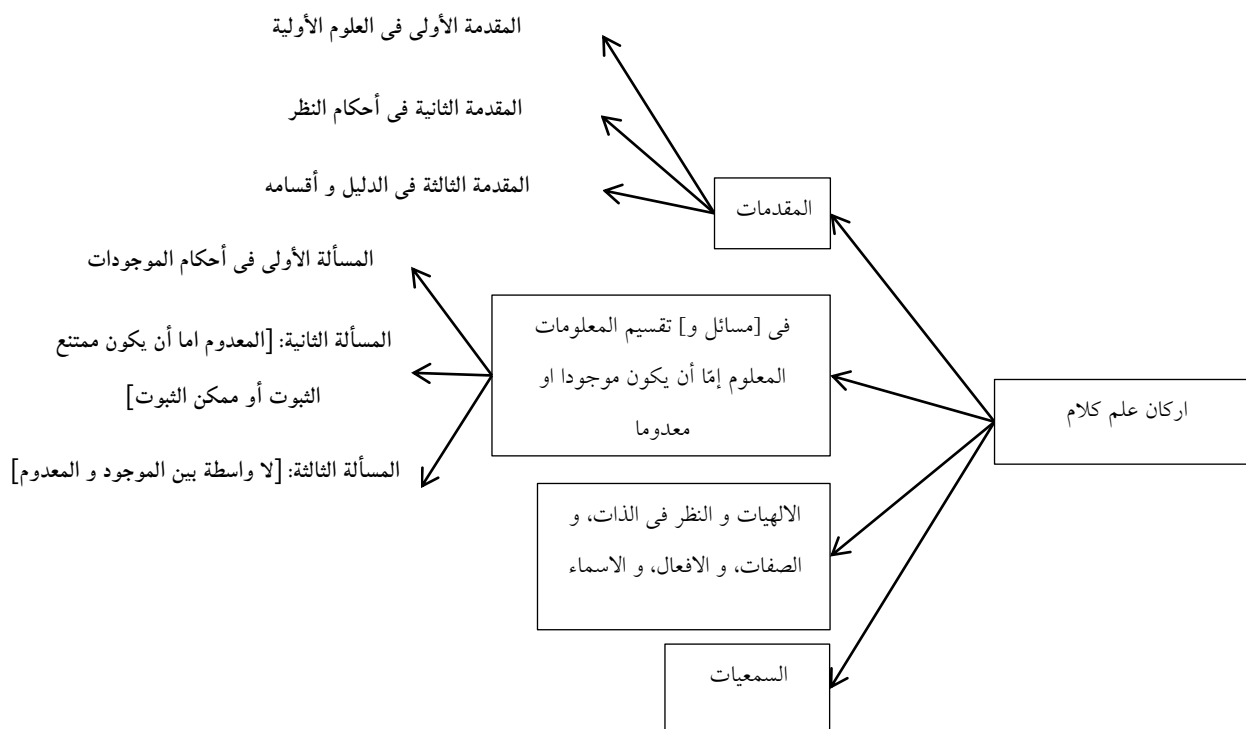 المقدمة الأولى فى العلوم الأولية
المقدمة الثانية فى أحكام النظر
المقدمة الثالثة فى الدليل و أقسامه
المقدمات
المسألة الأولى فى أحكام الموجودات
المسألة الثانية: [المعدوم اما أن يكون ممتنع
الثبوت أو ممكن الثبوت]
المسألة الثالثة: [لا واسطة بين الموجود و المعدوم]
فى [مسائل و] تقسيم المعلومات
المعلوم إمّا أن يكون موجودا او
معدوما
اركان علم كلام
الالهيات و النظر فى الذات، و
الصفات، و الافعال، و الاسماء
السمعيات